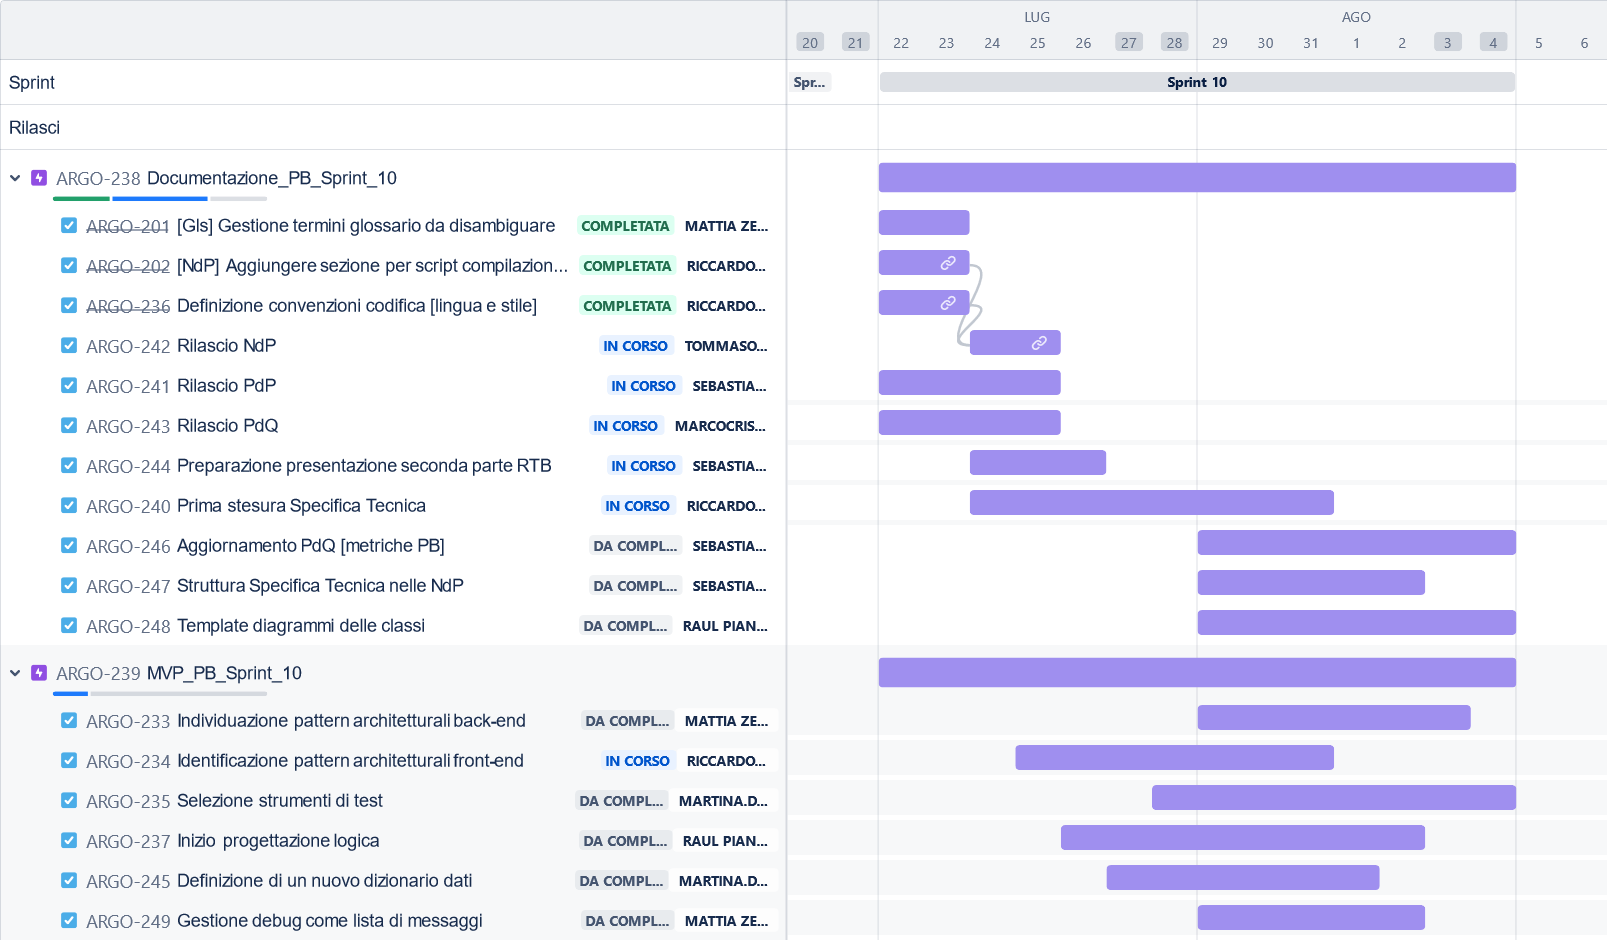 LUG AGO
20 21 22 23 24 25 26 27 28 29 30 31 1 2 3 4 5 6
Sprint Spr... Sprint 10
Rilasci
ARGO-238 Documentazione_PB_Sprint_10
ARGO-201 [Gls] Gestione termini glossario da disambiguare COMPLETATA MATTIA ZE...
ARGO-202 [NdP] Aggiungere sezione per script compilazion... COMPLETATA RICCARDO...
ARGO-236 Definizione convenzioni codifica [lingua e stile] COMPLETATA RICCARDO...
ARGO-242 Rilascio NdP IN CORSO TOMMASO...
ARGO-241 Rilascio PdP IN CORSO SEBASTIA...
ARGO-243 Rilascio PdQ IN CORSO MARCOCRIS...
ARGO-244 Preparazione presentazione seconda parte RTB IN CORSO SEBASTIA...
ARGO-240 Prima stesura Specifica Tecnica IN CORSO RICCARDO...
ARGO-246 Aggiornamento PdQ [metriche PB] DA COMPL... SEBASTIA...
ARGO-247 Struttura Specifica Tecnica nelle NdP DA COMPL... SEBASTIA...
ARGO-248 Template diagrammi delle classi DA COMPL... RAUL PIAN...
ARGO-239 MVP_PB_Sprint_10
ARGO-233 Individuazione pattern architetturali back-end DA COMPL... MATTIA ZE...
ARGO-234 Identificazione pattern architetturali front-end IN CORSO RICCARDO...
ARGO-235 Selezione strumenti di test DA COMPL... MARTINA.D...
ARGO-237 Inizio progettazione logica DA COMPL... RAUL PIAN...
ARGO-245 Definizione di un nuovo dizionario dati DA COMPL... MARTINA.D...
ARGO-249 Gestione debug come lista di messaggi DA COMPL... MATTIA ZE...